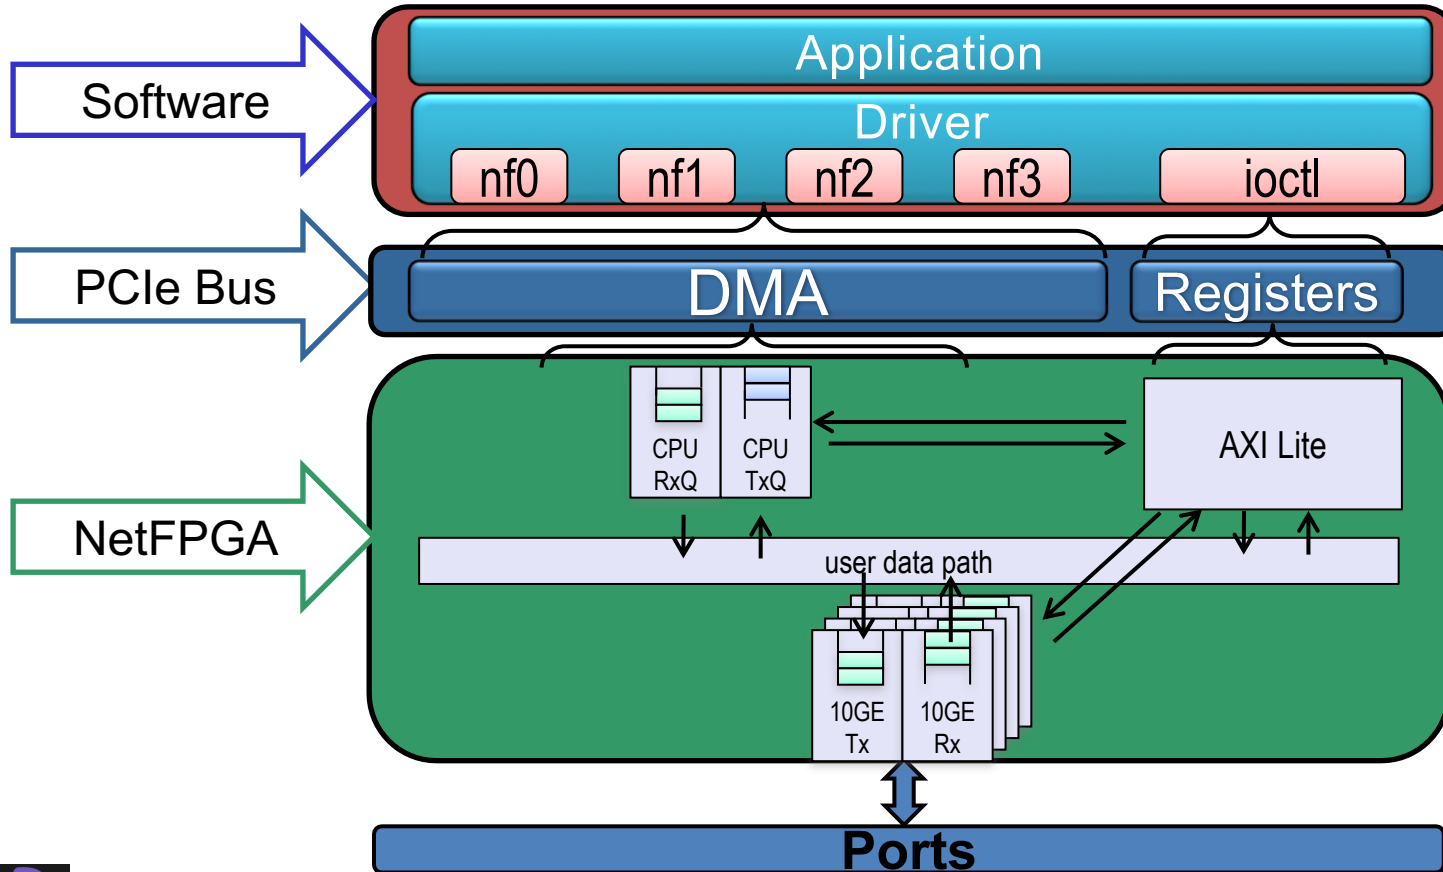 Software
Application
Driver
nf0 nf1 nf2 nf3 ioctl
PCIe Bus
DMA
Registers
NetFPGA
CPU
RxQ
CPU
TxQ
AXI Lite
user data path
10GE
Tx
10GE
Rx
Ports